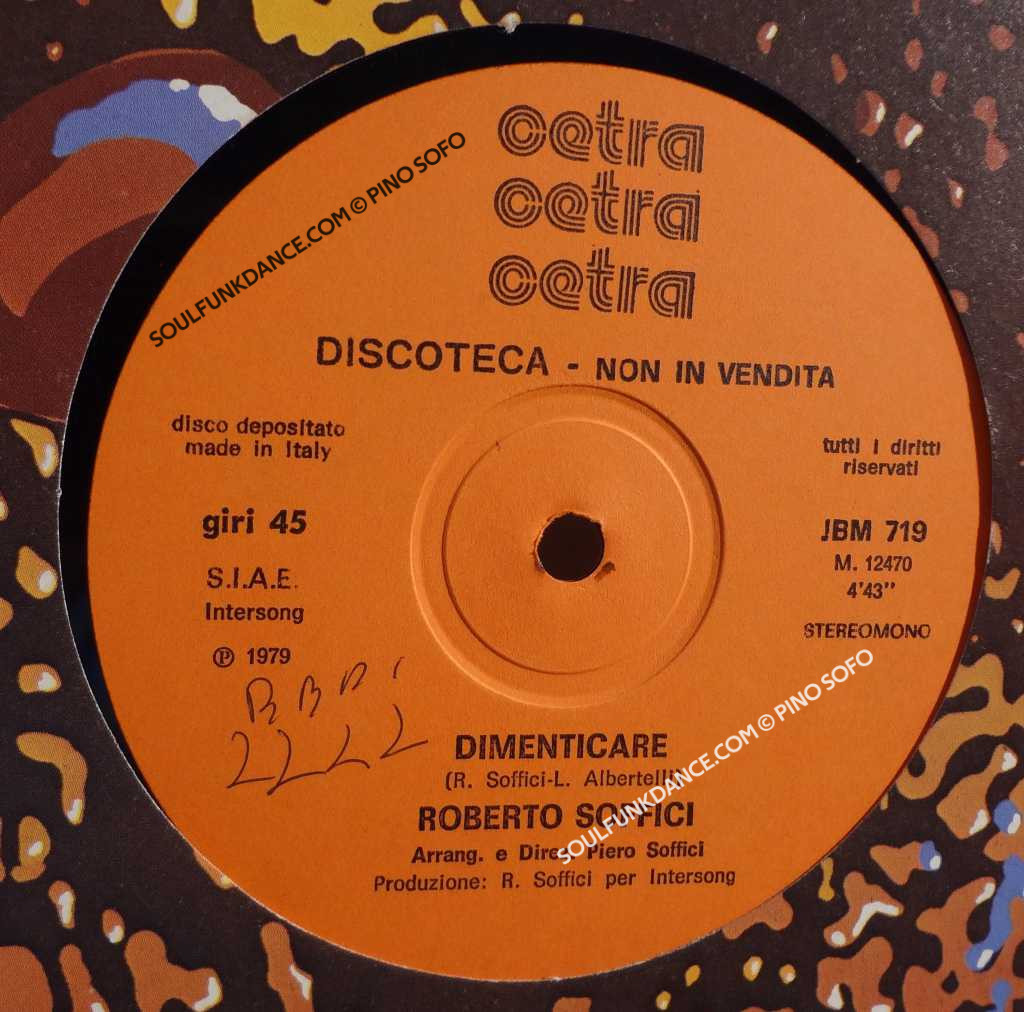 cetra
cetra
cetra
SOULFUNKDANCE.COM © PINO SOFO
DISCOTECA - NON IN VENDITA
disco depositato
made in Italy
tutti i diritti
riservati
giri 45
JBM 719
M. 12470
4'43"
S.I.A.E.
Intersong
STEREOMONO
℗ 1979
2222
DIMENTICARE
(R. Soffici-L. Albertelli)
ROBERTO SOFFICI
Arrang. e Direz. Piero Soffici
Produzione: R. Soffici per Intersong
SOULFUNKDANCE.COM © PINO SOFO